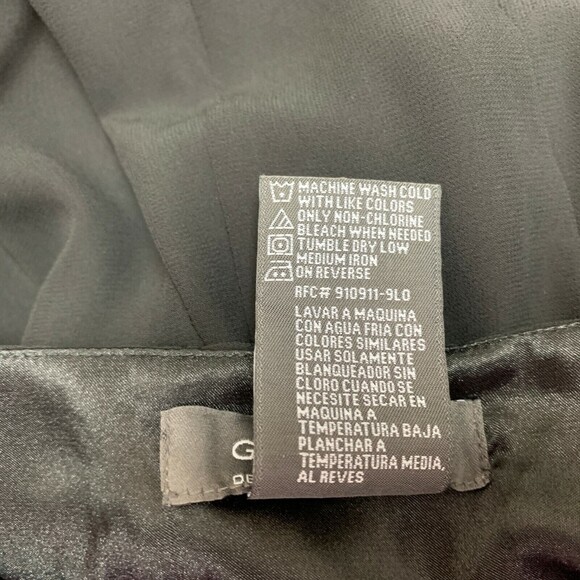 MACHINE WASH COLD
WITH LIKE COLORS
ONLY NON-CHLORINE
BLEACH WHEN NEEDED
TUMBLE DRY LOW
MEDIUM IRON
ON REVERSE
RFC# 910911-9L0
LAVAR A MAQUINA
CON AGUA FRIA CON
COLORES SIMILARES
USAR SOLAMENTE
BLANQUEADOR SIN
CLORO CUANDO SE
NECESITE SECAR EN
MAQUINA A
TEMPERATURA BAJA
PLANCHAR A
TEMPERATURA MEDIA,
AL REVES